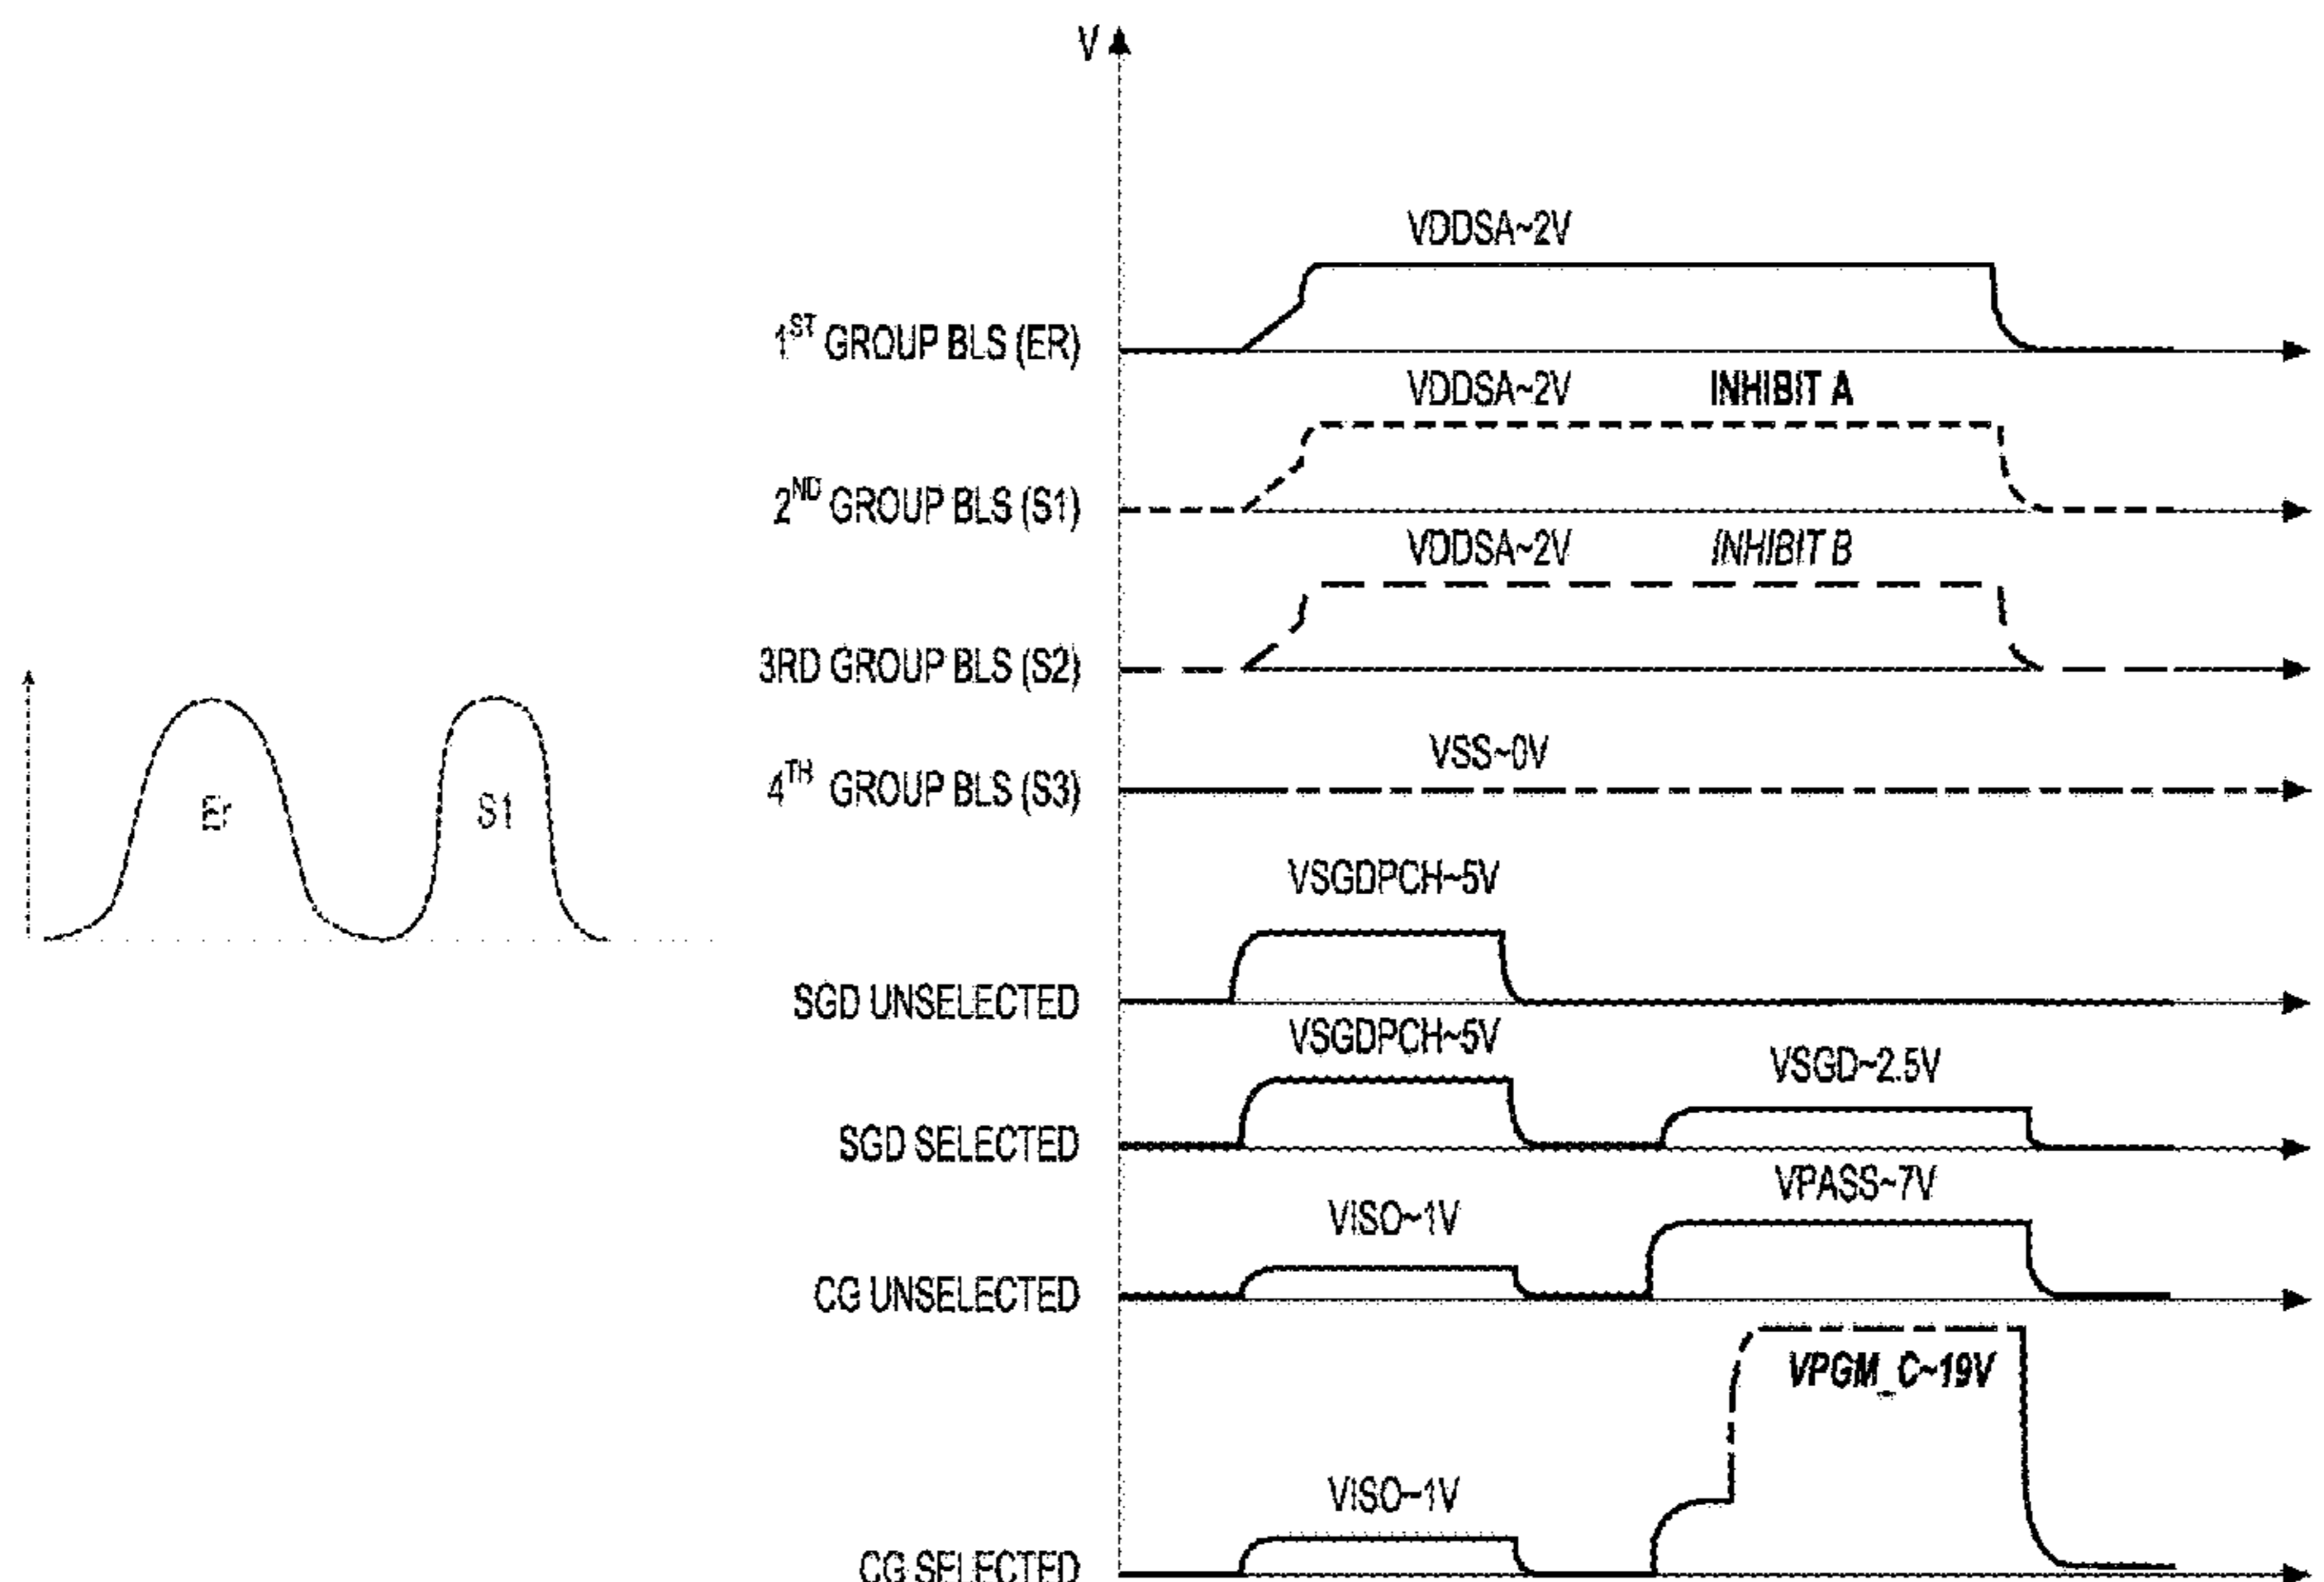 V
VDDSA~2V
1ST GROUP BLS (ER)
VDDSA~2V INHIBIT A
2ND GROUP BLS (S1)
VDDSA~2V INHIBIT B
3RD GROUP BLS (S2)
VSS~0V
4TH GROUP BLS (S3)
Er S1
VSGDPCH~5V
SGD UNSELECTED
VSGDPCH~5V
VSGD~2.5V
SGD SELECTED
VPASS~7V
VISO~1V
CG UNSELECTED
VPGM_C~19V
VISO~1V
CG SELECTED